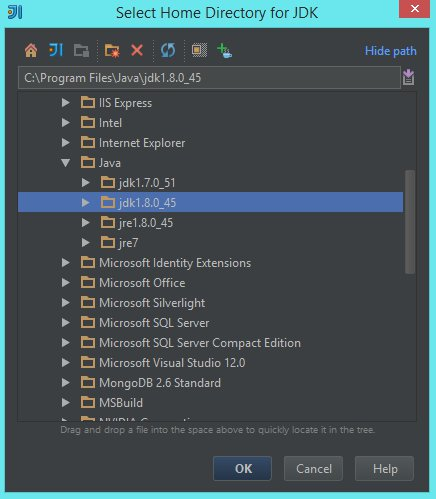 Select Home Directory for JDK
Hide path
C:\Program Files\Java\jdk1.8.0_45
IIS Express
Intel
Internet Explorer
Java
jdk1.7.0_51
jdk1.8.0_45
jre1.8.0_45
jre7
Microsoft Identity Extensions
Microsoft Office
Microsoft Silverlight
Microsoft SQL Server
Microsoft SQL Server Compact Edition
Microsoft Visual Studio 12.0
MongoDB 2.6 Standard
MSBuild
Drag and drop a file into the space above to quickly locate it in the tree.
OK Cancel Help